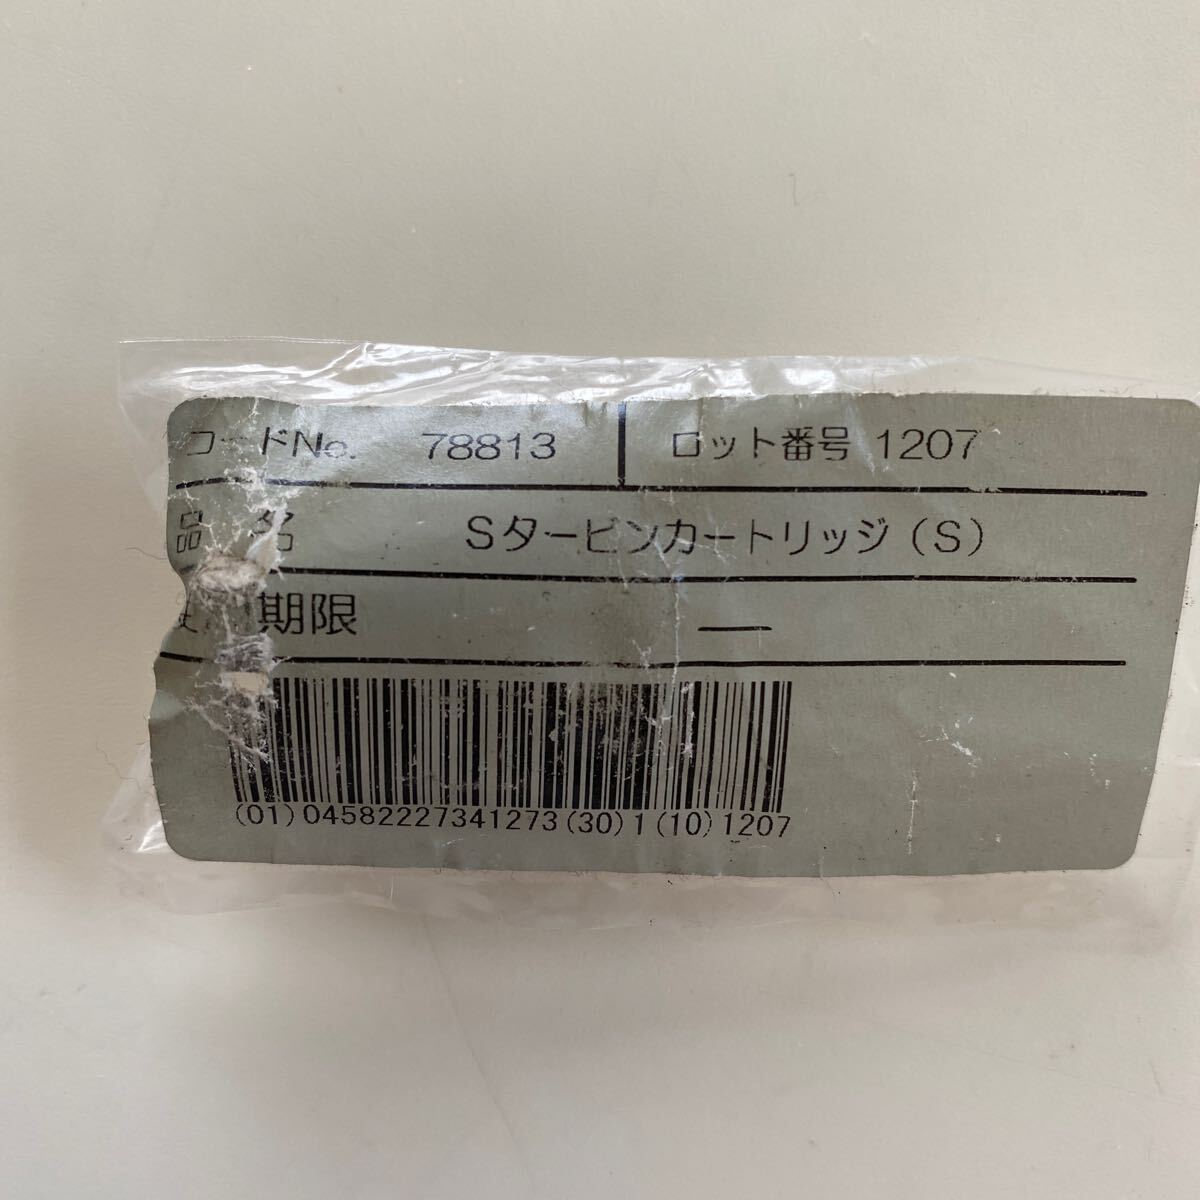 コードNo. 78813 ロット番号 1207
品名 Sタービンカートリッジ(S)
期限 —
(01)04582227341273(30)1(10)1207